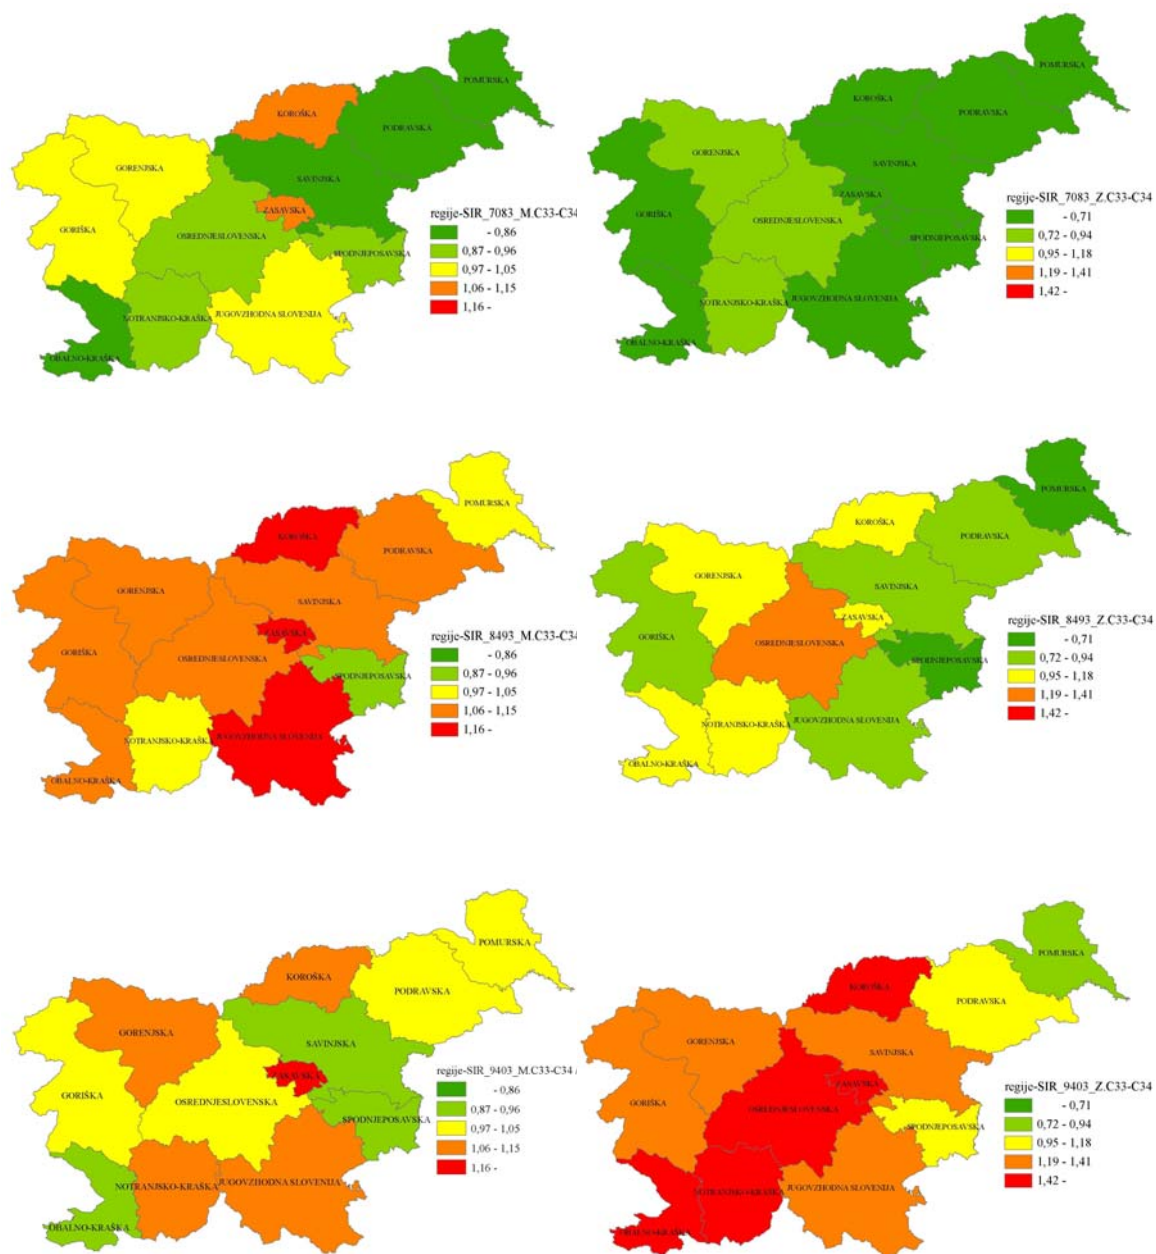 POMURSKA
KOROŠKA
PODRAVSKA
GORENJSKA
SAVINJSKA
ZASAVSKA
GORIŠKA
OSREDNJESLOVENSKA
SPODNJEPOSAVSKA
NOTRANJSKO-KRAŠKA
JUGOVZHODNA SLOVENIJA
OBALNO-KRAŠKA
regije-SIR_7083_M.C33-C34
- 0,86
0,87 - 0,96
0,97 - 1,05
1,06 - 1,15
1,16 -
POMURSKA
KOROŠKA
PODRAVSKA
GORENJSKA
SAVINJSKA
ZASAVSKA
GORIŠKA
OSREDNJESLOVENSKA
SPODNJEPOSAVSKA
NOTRANJSKO-KRAŠKA
JUGOVZHODNA SLOVENIJA
OBALNO-KRAŠKA
regije-SIR_7083_Z.C33-C34
- 0,71
0,72 - 0,94
0,95 - 1,18
1,19 - 1,41
1,42 -
POMURSKA
KOROŠKA
PODRAVSKA
GORENJSKA
SAVINJSKA
ZASAVSKA
GORIŠKA
OSREDNJESLOVENSKA
SPODNJEPOSAVSKA
NOTRANJSKO-KRAŠKA
JUGOVZHODNA SLOVENIJA
OBALNO-KRAŠKA
regije-SIR_8493_M.C33-C34
- 0,86
0,87 - 0,96
0,97 - 1,05
1,06 - 1,15
1,16 -
POMURSKA
KOROŠKA
PODRAVSKA
GORENJSKA
SAVINJSKA
ZASAVSKA
GORIŠKA
OSREDNJESLOVENSKA
SPODNJEPOSAVSKA
NOTRANJSKO-KRAŠKA
JUGOVZHODNA SLOVENIJA
OBALNO-KRAŠKA
regije-SIR_8493_Z.C33-C34
- 0,71
0,72 - 0,94
0,95 - 1,18
1,19 - 1,41
1,42 -
POMURSKA
KOROŠKA
PODRAVSKA
GORENJSKA
SAVINJSKA
ZASAVSKA
GORIŠKA
OSREDNJESLOVENSKA
SPODNJEPOSAVSKA
NOTRANJSKO-KRAŠKA
JUGOVZHODNA SLOVENIJA
OBALNO-KRAŠKA
regije-SIR_9403_M.C33-C34
- 0,86
0,87 - 0,96
0,97 - 1,05
1,06 - 1,15
1,16 -
POMURSKA
KOROŠKA
PODRAVSKA
GORENJSKA
SAVINJSKA
ZASAVSKA
GORIŠKA
OSREDNJESLOVENSKA
SPODNJEPOSAVSKA
NOTRANJSKO-KRAŠKA
JUGOVZHODNA SLOVENIJA
OBALNO-KRAŠKA
regije-SIR_9403_Z.C33-C34
- 0,71
0,72 - 0,94
0,95 - 1,18
1,19 - 1,41
1,42 -